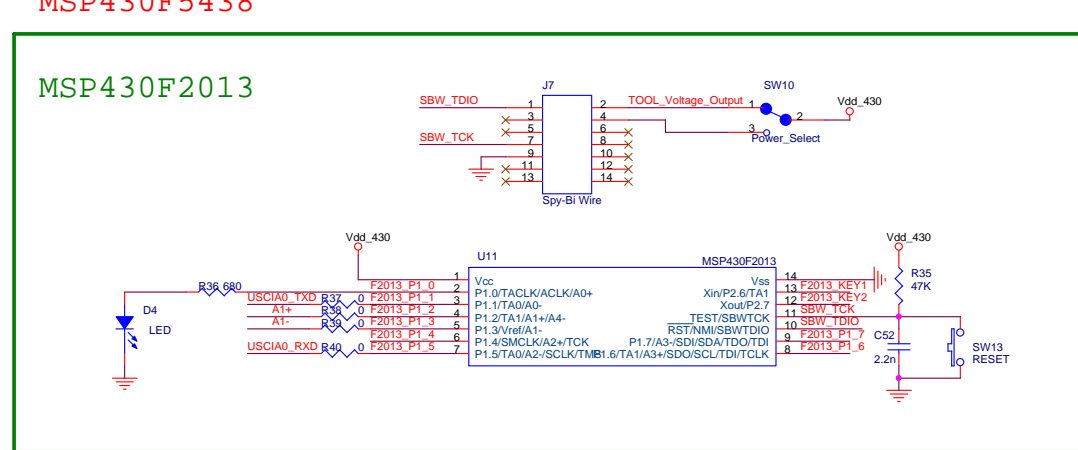 MSP430F5438
MSP430F2013
J7
SW10
SBW_TDIO 1 2 TOOL_Voltage_Output 1 Vdd_430
3 4 2
5 6 3
SBW_TCK 7 8 Power_Select
9 10
11 12
13 14
Spy-Bi Wire
Vdd_430 Vdd_430
U11 MSP430F2013
1 Vcc Vss 14 R35
R36 680 F2013_P1_0 2 P1.0/TACLK/ACLK/A0+ Xin/P2.6/TA1 13 F2013_KEY1 47K
USCIA0_TXD R37 0 F2013_P1_1 3 P1.1/TA0/A0- Xout/P2.7 12 F2013_KEY2
D4 A1+ R38 0 F2013_P1_2 4 P1.2/TA1/A1+/A4- TEST/SBWTCK 11 SBW_TCK
LED A1- R39 0 F2013_P1_3 5 P1.3/Vref/A1- RST/NMI/SBWTDIO 10 SBW_TDIO
F2013_P1_4 6 P1.4/SMCLK/A2+/TCK P1.7/A3-/SDI/SDA/TDO/TDI 9 F2013_P1_7 C52
USCIA0_RXD R40 0 F2013_P1_5 7 P1.5/TA0/A2-/SCLK/TMS P1.6/TA1/A3+/SDO/SCL/TDI/TCLK 8 F2013_P1_6 2.2n
SW13
RESET